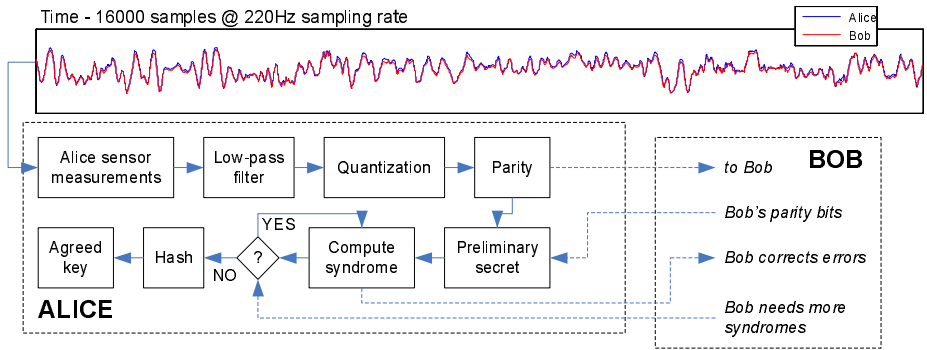 Time - 16000 samples @ 220Hz sampling rate
Alice
Bob
Alice sensor
measurements
Low-pass
filter
Quantization
Parity
to Bob
BOB
Bob's parity bits
YES
Agreed
key
Hash
?
Compute
syndrome
Preliminary
secret
Bob corrects errors
NO
ALICE
Bob needs more
syndromes